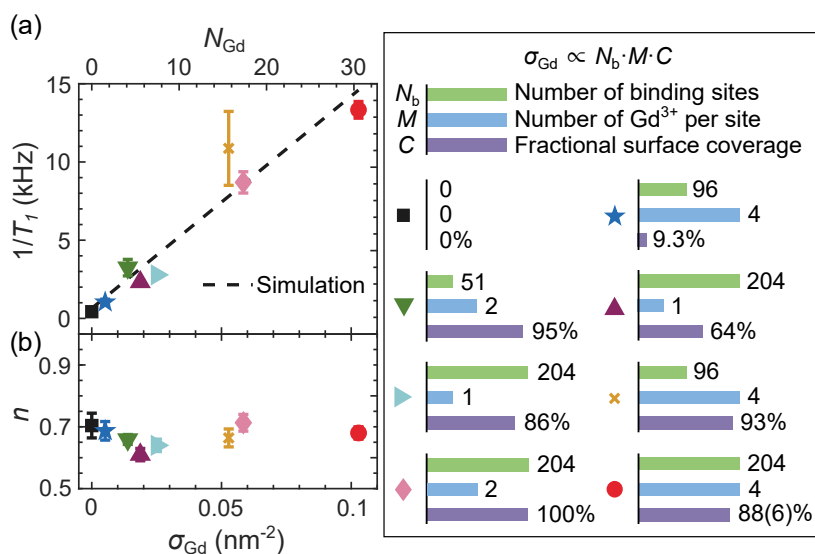 (a)
N_Gd
0 10 20 30
1/T_1 (kHz)
15
10
5
0
Simulation
(b)
n
0.9
0.7
0.5
0 0.05 0.1
σ_Gd (nm^-2)
σ_Gd ∝ N_b·M·C
N_b Number of binding sites
M Number of Gd^3+ per site
C Fractional surface coverage
0
0
0%
96
4
9.3%
51
2
95%
204
1
64%
204
1
86%
96
4
93%
204
2
100%
204
4
88(6)%